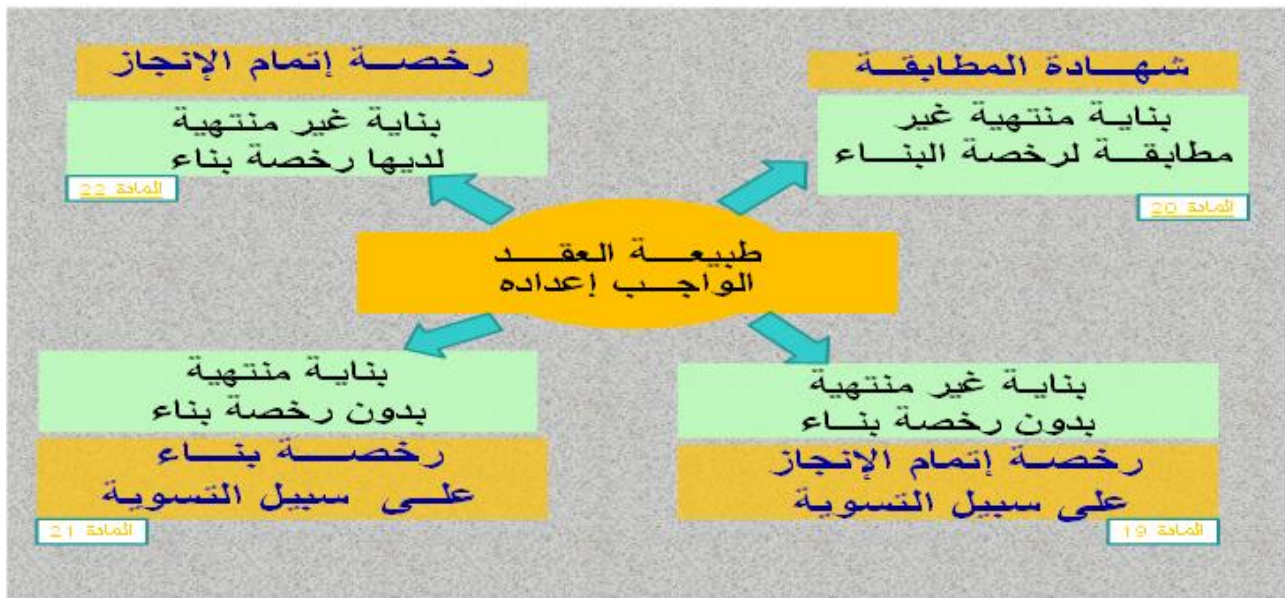 شهادة المطابقة
بناية منتهية غير
مطابقة لرخصة البناء
المادة 20
رخصة إتمام الإنجاز
بناية غير منتهية
لديها رخصة بناء
المادة 22
طبيعة العقد
الواجب إعداده
بناية غير منتهية
بدون رخصة بناء
رخصة إتمام الإنجاز
على سبيل التسوية
المادة 19
بناية منتهية
بدون رخصة بناء
رخصة بناء
على سبيل التسوية
المادة 21